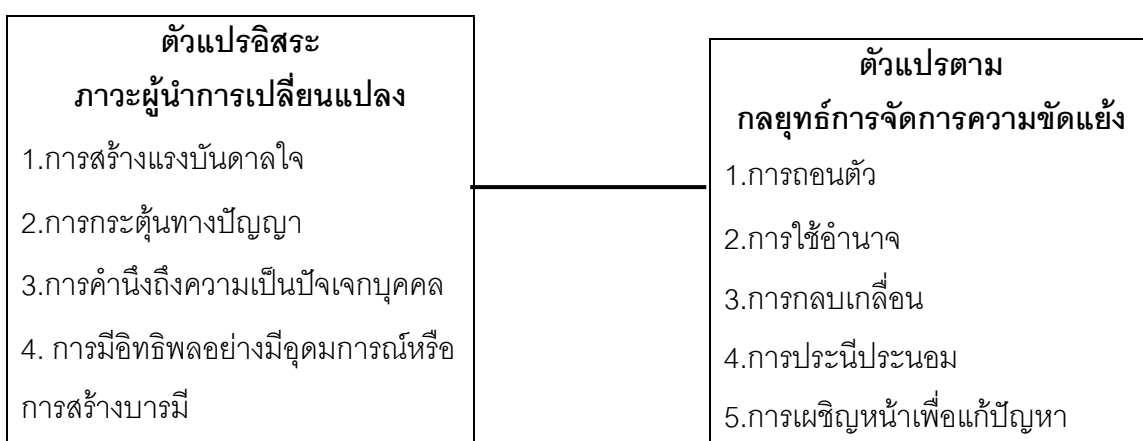 ตัวแปรอิสระ
ภาวะผู้นำการเปลี่ยนแปลง
1.การสร้างแรงบันดาลใจ
2.การกระตุ้นทางปัญญา
3.การคำนึงถึงความเป็นปัจเจกบุคคล
4. การมีอิทธิพลอย่างมีอุดมการณ์หรือ
การสร้างบารมี
ตัวแปรตาม
กลยุทธ์การจัดการความขัดแย้ง
1.การถอนตัว
2.การใช้อำนาจ
3.การกลบเกลื่อน
4.การประนีประนอม
5.การเผชิญหน้าเพื่อแก้ปัญหา